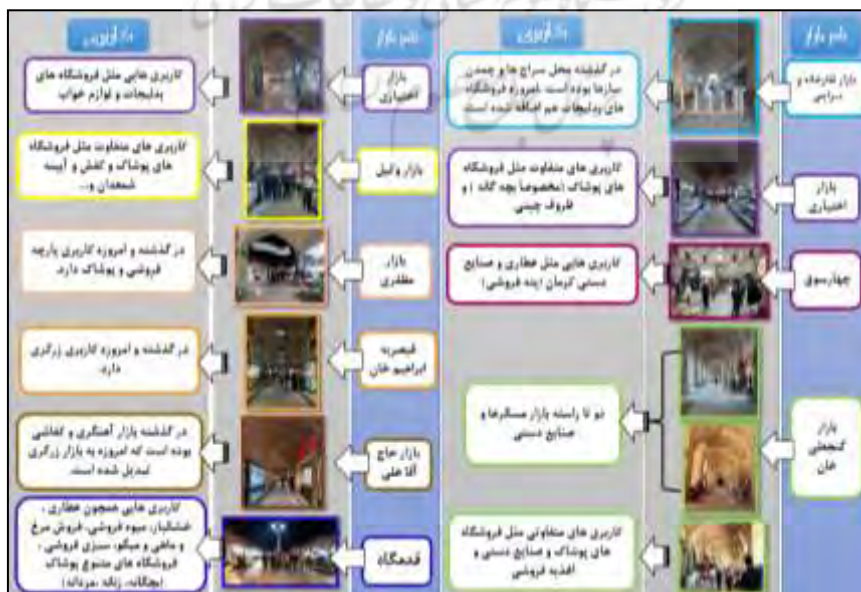 نام بازار
کاربری
بازار نقارخانه و
سراجی
در گذشته محل سراج ها و چمدان
سازها بوده است .امروزه فروشگاه
های بدلیجات هم اضافه شده است.
بازار
اختیاری
کاربری های متفاوت مثل فروشگاه
های پوشاک (مخصوصا بچه گانه ) و
ظروف چینی.
چهارسوق
کاربری هایی مثل عطاری و صنایع
دستی کرمان (پته فروشی)
بازار
گنجعلی
خان
دو تا راسته بازار مسگرها و
صنایع دستی
کاربری های متفاوتی مثل فروشگاه
های پوشاک و صنایع دستی و
اغذیه فروشی
نام بازار
کاربری
بازار
اختیاری
کاربری هایی مثل فروشگاه های
بدلیجات و لوازم خواب
بازار وکیل
کاربری های متفاوت مثل فروشگاه
های پوشاک و کفش و آیینه
شمعدان و...
بازار
مظفری
در گذشته و امروزه کاربری پارچه
فروشی و پوشاک دارد.
قیصریه
ابراهیم خان
در گذشته و امروزه کاربری زرگری
دارد.
بازار حاج
آقا علی
در گذشته بازار آهنگری و کفاشی
بوده است که امروزه به بازار زرگری
تبدیل شده است.
قدمگاه
کاربری هایی همچون عطاری ،
خشکبار، میوه فروشی، فروش مرغ
و ماهی و میگو، سبزی فروشی ،
فروشگاه های متنوع پوشاک
(بچگانه، زنانه ،مردانه)